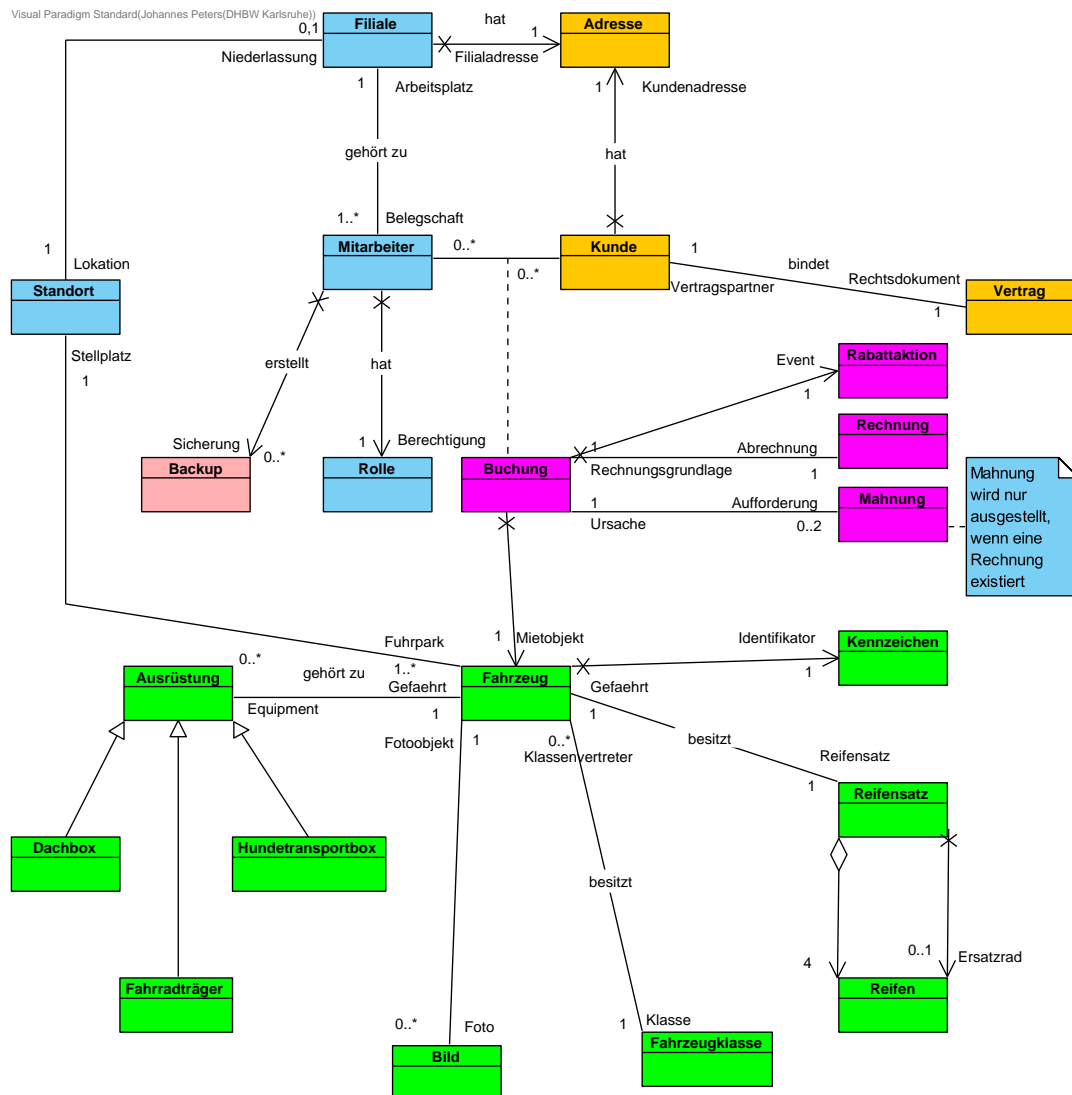 Visual Paradigm Standard(Johannes Peters(DHBW Karlsruhe))
Filiale
hat
Adresse
0,1
1
Niederlassung
Filialadresse
1
Arbeitsplatz
1
Kundenadresse
gehört zu
hat
1..*
Belegschaft
1
Mitarbeiter
0..*
Kunde
1
bindet
0..*
Lokation
Vertragspartner
Rechtsdokument
Standort
1
Vertrag
Stellplatz
1
erstellt
hat
Event
Rabattaktion
1
Sicherung
0..*
1
Berechtigung
1
Abrechnung
Rechnung
Backup
Rolle
Buchung
Rechnungsgrundlage
1
Mahnung
wird nur
ausgestellt,
wenn eine
Rechnung
existiert
1
Aufforderung
Mahnung
Ursache
0..2
1
Mietobjekt
Identifikator
Kennzeichen
Fuhrpark
0..*
gehört zu
1..*
1
Ausrüstung
Gefaehrt
Fahrzeug
Gefaehrt
Equipment
1
1
Fotoobjekt
1
0..*
besitzt
Klassenvertreter
Reifensatz
1
Reifensatz
Dachbox
Hundetransportbox
besitzt
4
0..1
Ersatzrad
Fahrradträger
Reifen
0..*
Foto
1
Klasse
Bild
Fahrzeugklasse